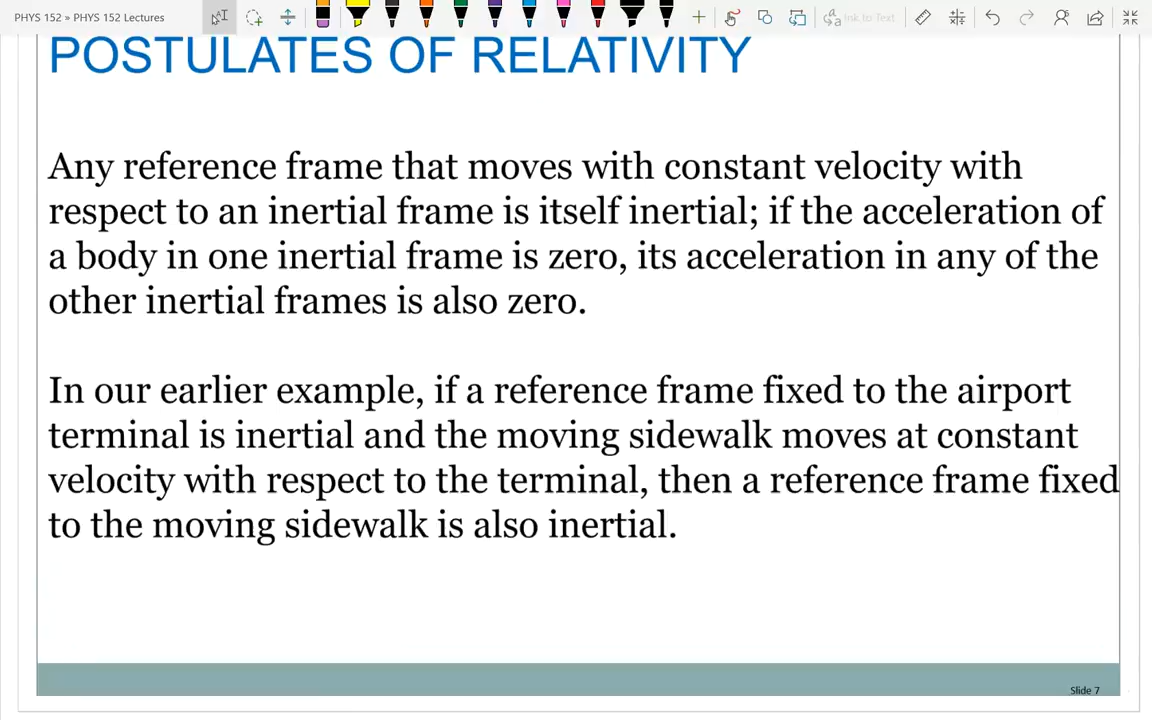 PHYS 152 » PHYS 152 Lectures
Ink to Text
POSTULATES OF RELATIVITY
Any reference frame that moves with constant velocity with
respect to an inertial frame is itself inertial; if the acceleration of
a body in one inertial frame is zero, its acceleration in any of the
other inertial frames is also zero.
In our earlier example, if a reference frame fixed to the airport
terminal is inertial and the moving sidewalk moves at constant
velocity with respect to the terminal, then a reference frame fixed
to the moving sidewalk is also inertial.
Slide 7